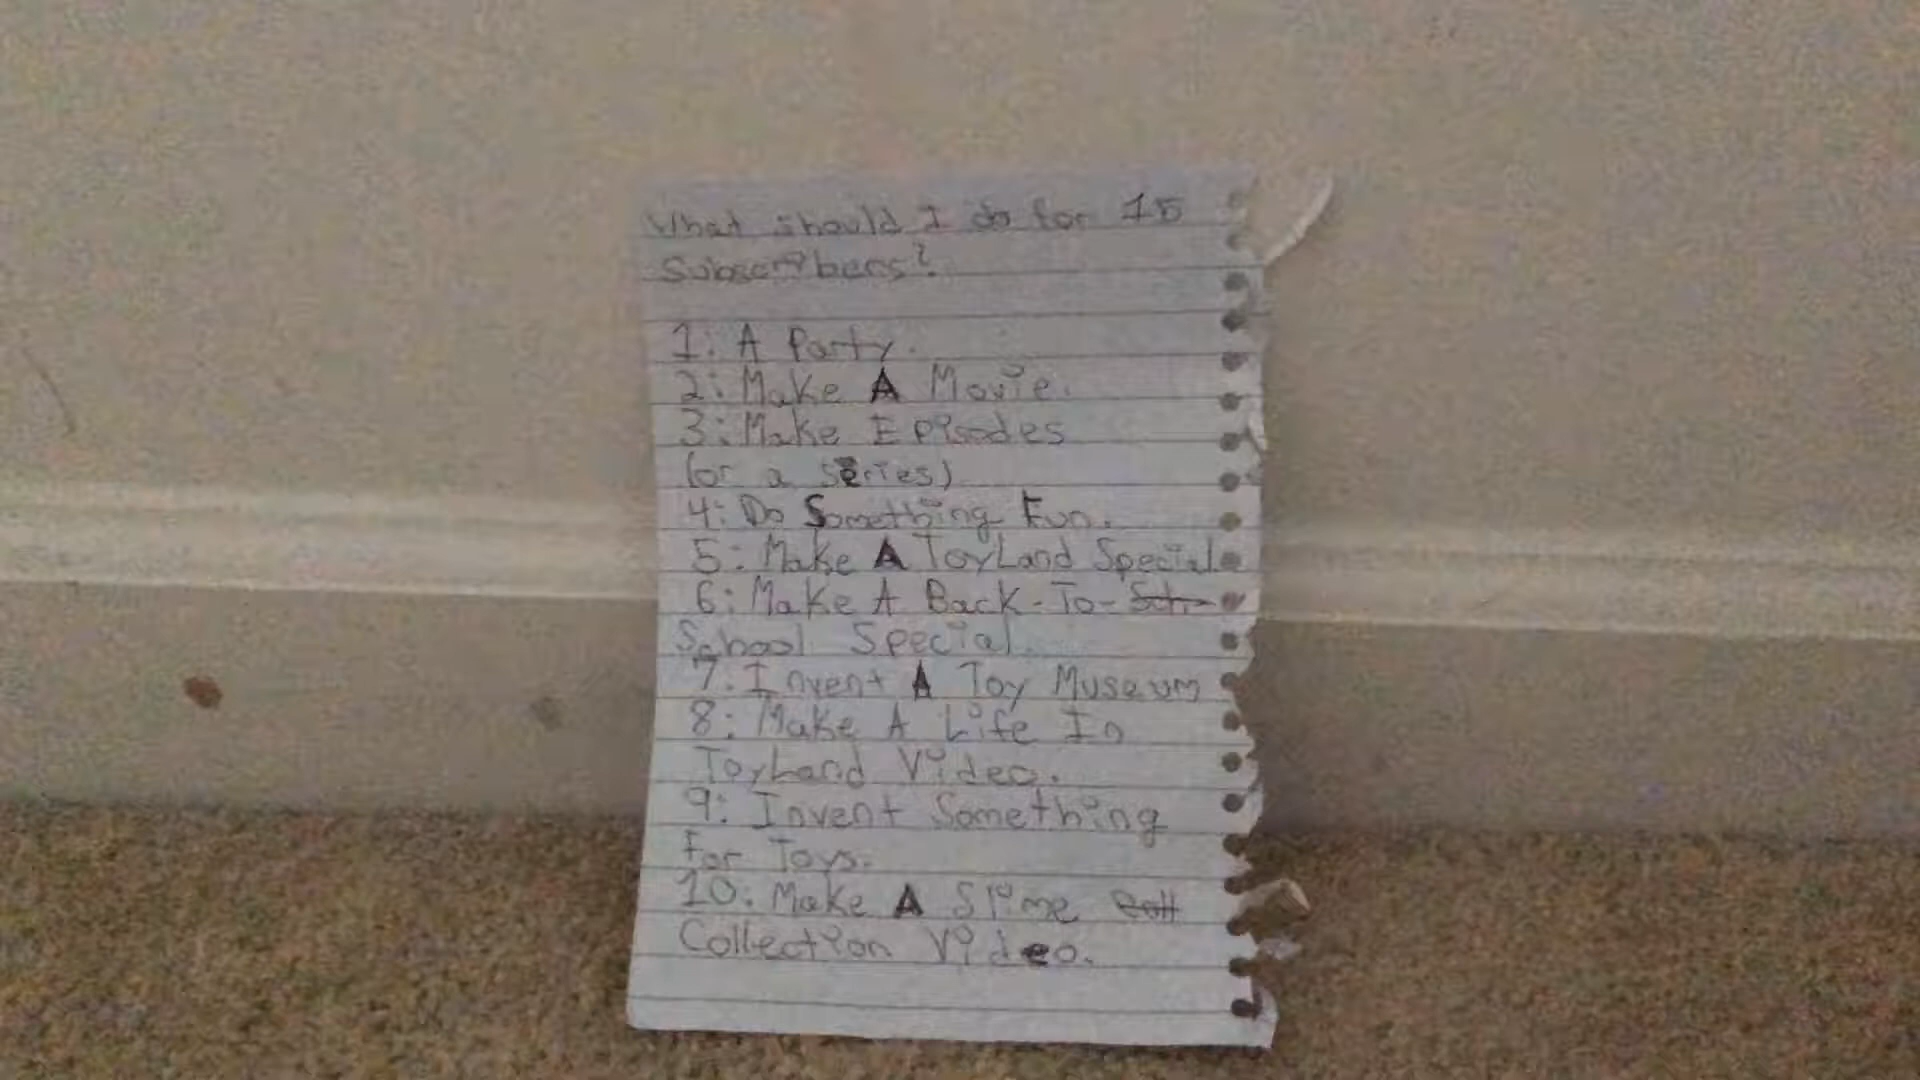 What should I do for 15
Subscribers?
1: A Party.
2: Make A Movie.
3: Make Episodes
(or a series)
4: Do Something Fun.
5: Make A ToyLand Special.
6: Make A Back-To-
School Special.
7: Invent A Toy Museum
8: Make A Life In
ToyLand Video.
9: Invent Something
For Toys.
10: Make A Slime
Collection Video.